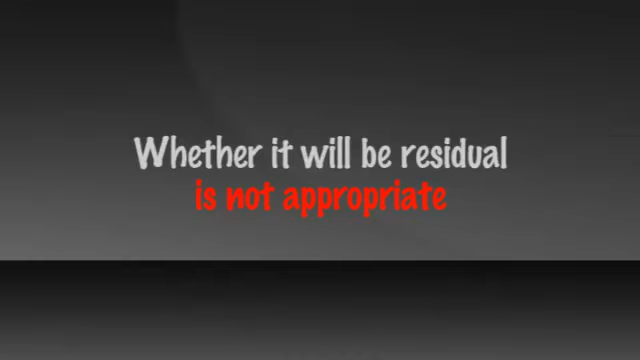 Whether it will be residual
is not appropriate